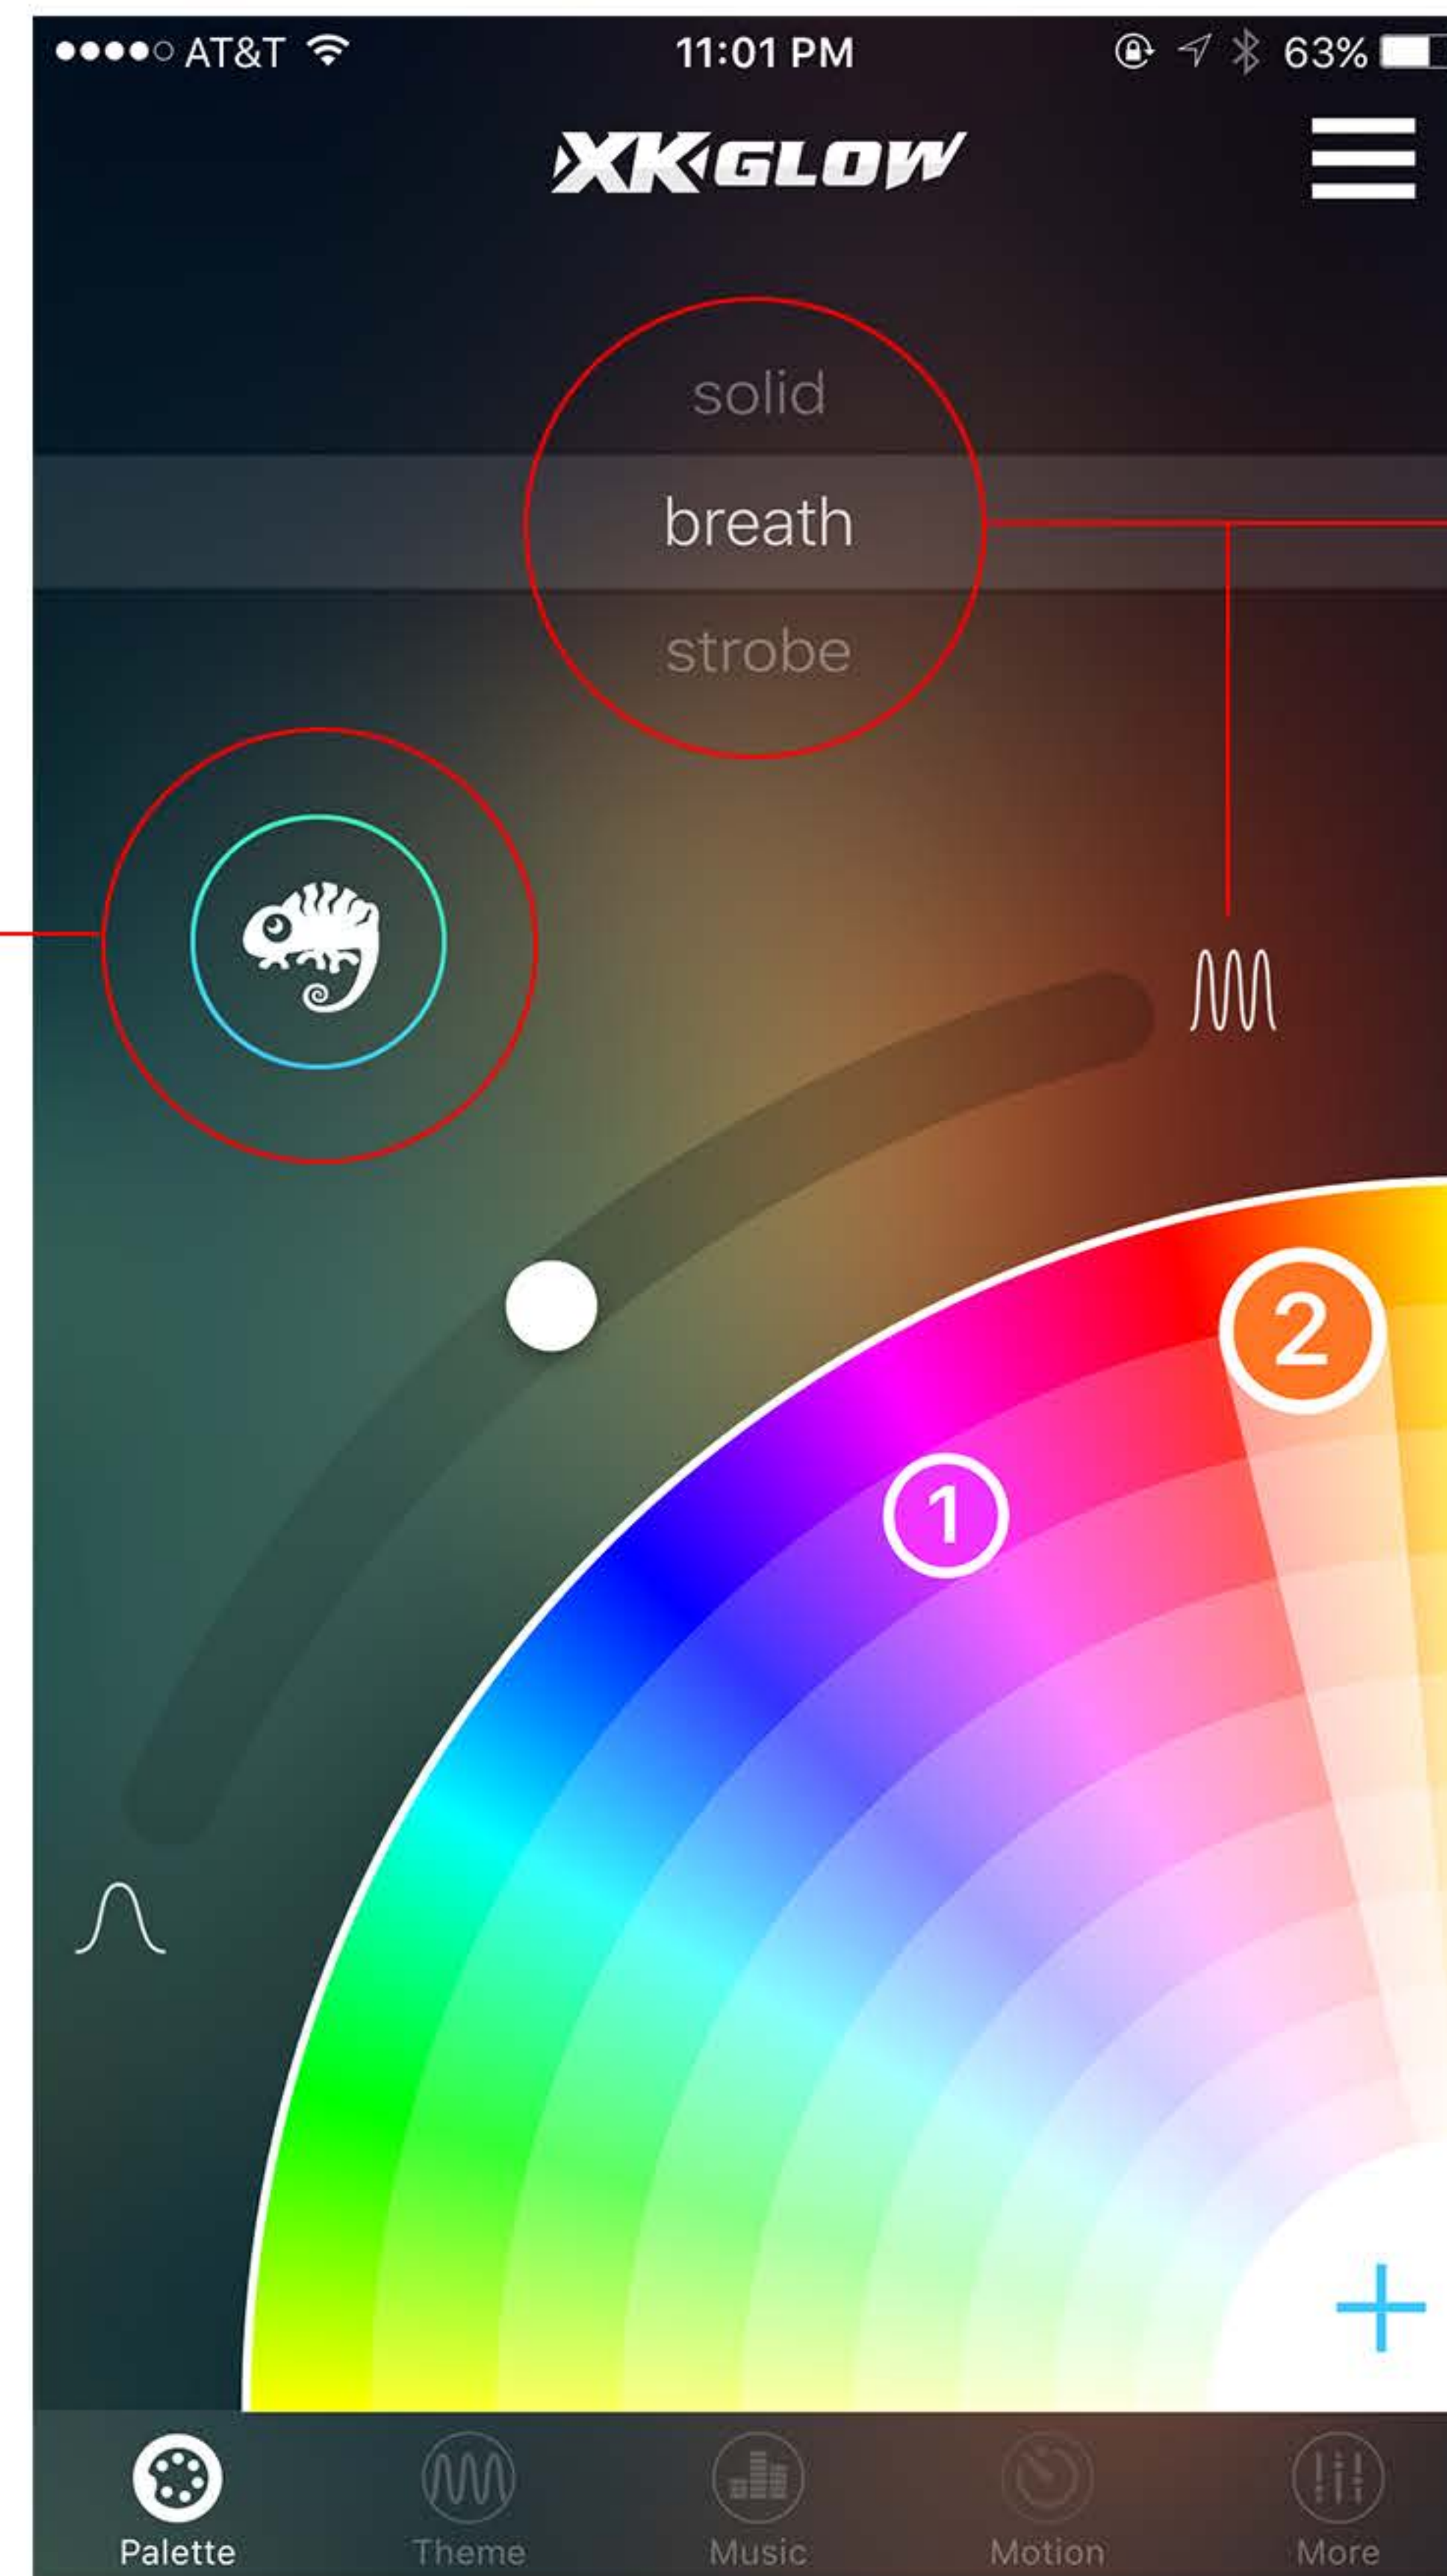 AT&T 11:01 PM 63%
XKGLOW
solid
breath
strobe
2
1
Palette Theme Music Motion More